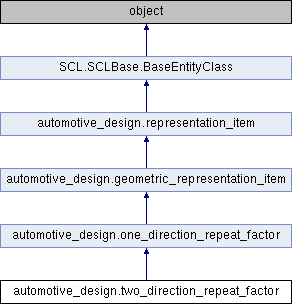 object
SCL.SCLBase.BaseEntityClass
automotive_design.representation_item
automotive_design.geometric_representation_item
automotive_design.one_direction_repeat_factor
automotive_design.two_direction_repeat_factor